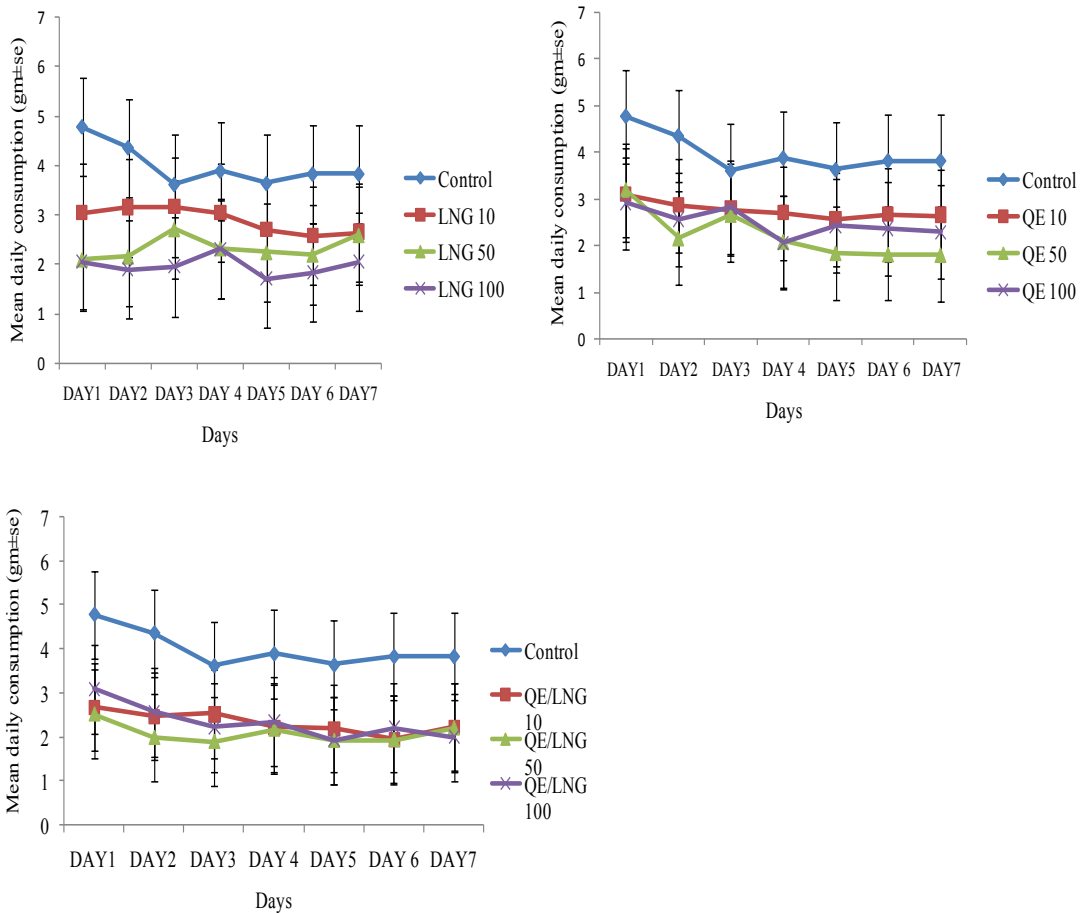 Mean daily consumption (gm±se)
7
6
5
4
3
2
1
0
DAY1 DAY2 DAY3 DAY 4 DAY5 DAY 6 DAY7
Days
Control
LNG 10
LNG 50
LNG 100
Mean daily consumption (gm±se)
7
6
5
4
3
2
1
0
DAY1 DAY2 DAY3 DAY 4 DAY5 DAY 6 DAY7
Days
Control
QE 10
QE 50
QE 100
Mean daily consumption (gm±se)
7
6
5
4
3
2
1
0
DAY1 DAY2 DAY3 DAY 4 DAY5 DAY 6 DAY7
Days
Control
QE/LNG
10
QE/LNG
50
QE/LNG
100